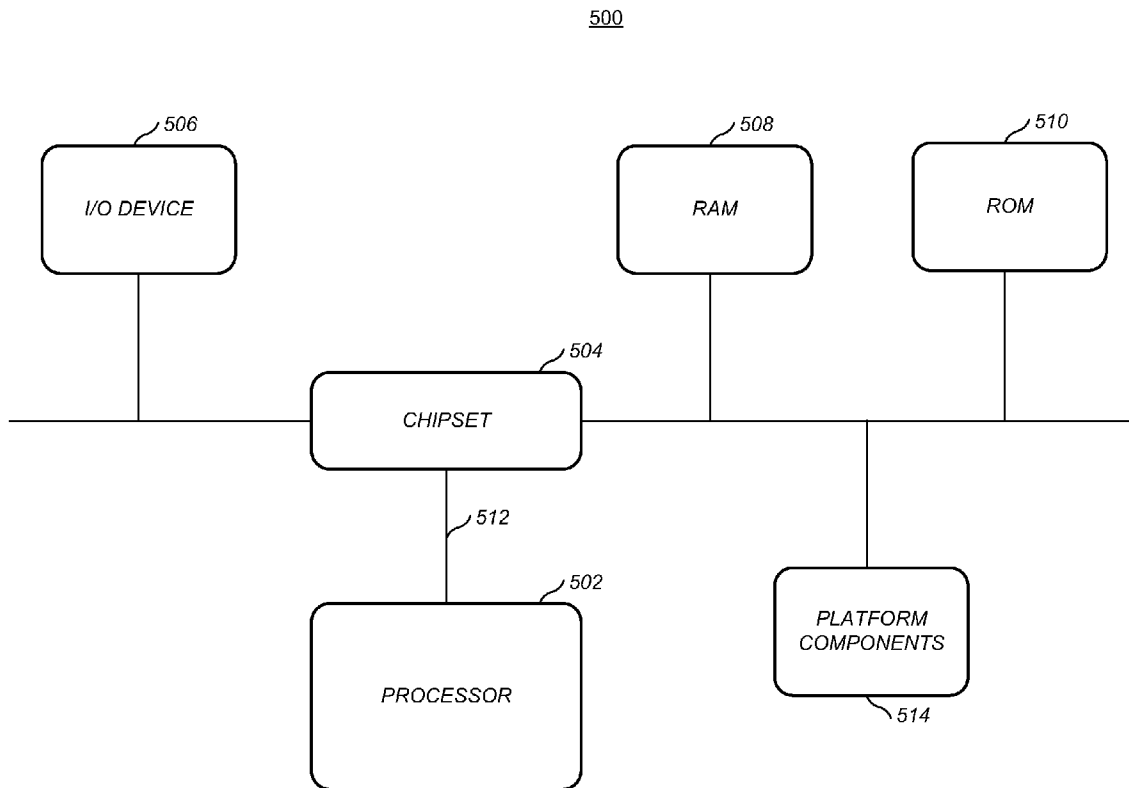 500
506
508
510
I/O DEVICE
RAM
ROM
504
CHIPSET
512
502
PLATFORM
COMPONENTS
PROCESSOR
514